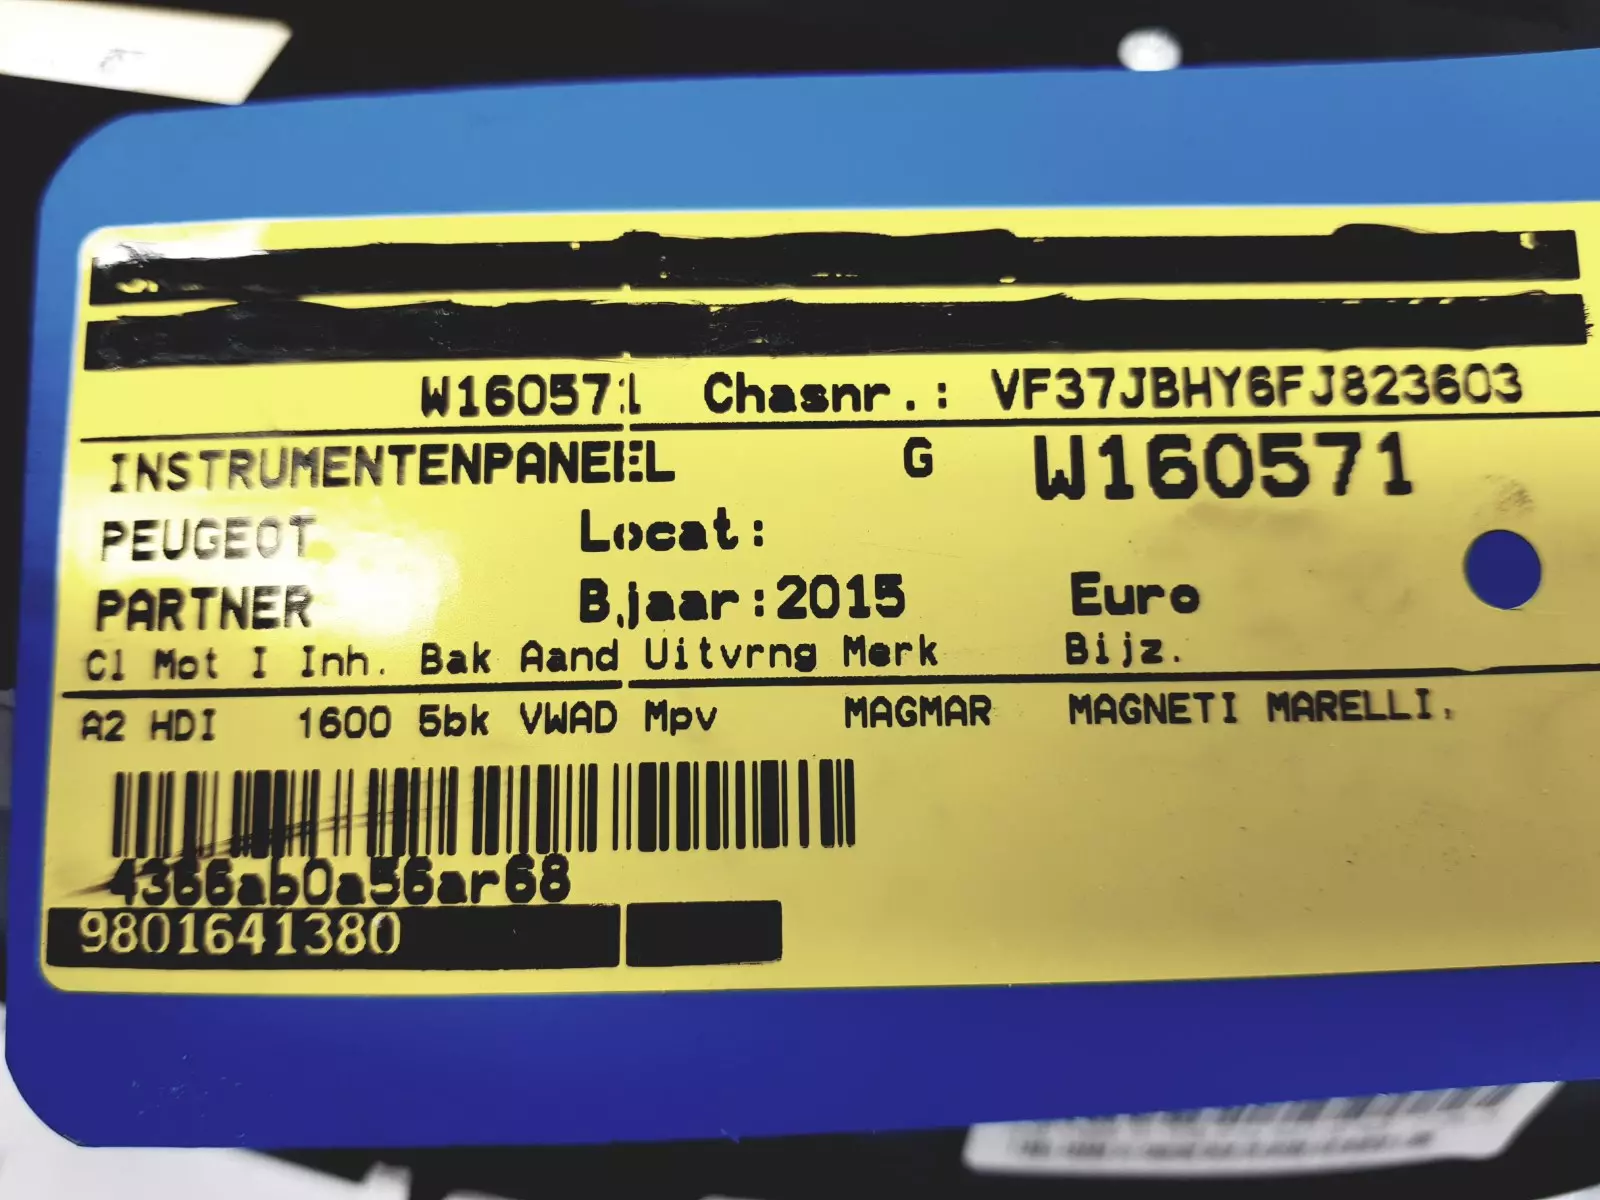 W160571 Chasnr.: VF37JBHY6FJ823603
INSTRUMENTENPANEEL G W160571
PEUGEOT Locat:
PARTNER B.jaar:2015 Euro
Cl Mot I Inh. Bak Aand Uitvrng Merk Bijz.
A2 HDI 1600 5bk VWAD Mpv MAGMAR MAGNETI MARELLI,
4366ab0a56ar68
9801641380